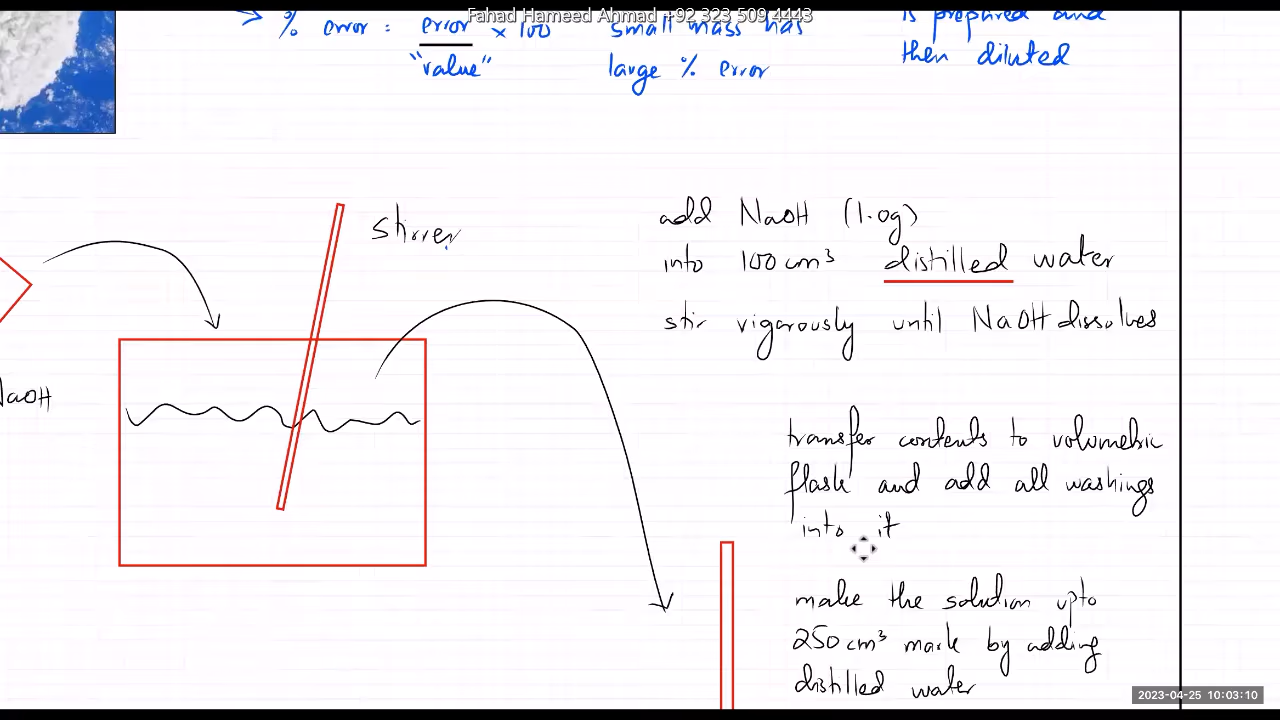 Fahad Hameed Ahmad +92 323 509 4443
% error : error × 100
"value"
small mass has
large % error
is prepared and
then diluted
stirrer
NaOH
add NaOH (1.0g)
into 100 cm³ distilled water
stir vigarously until NaOH dissolves
transfer contents to volumetric
flask and add all washings
into it
make the solution upto
250 cm³ mark by adding
distilled water
2023-04-25 10:03:10